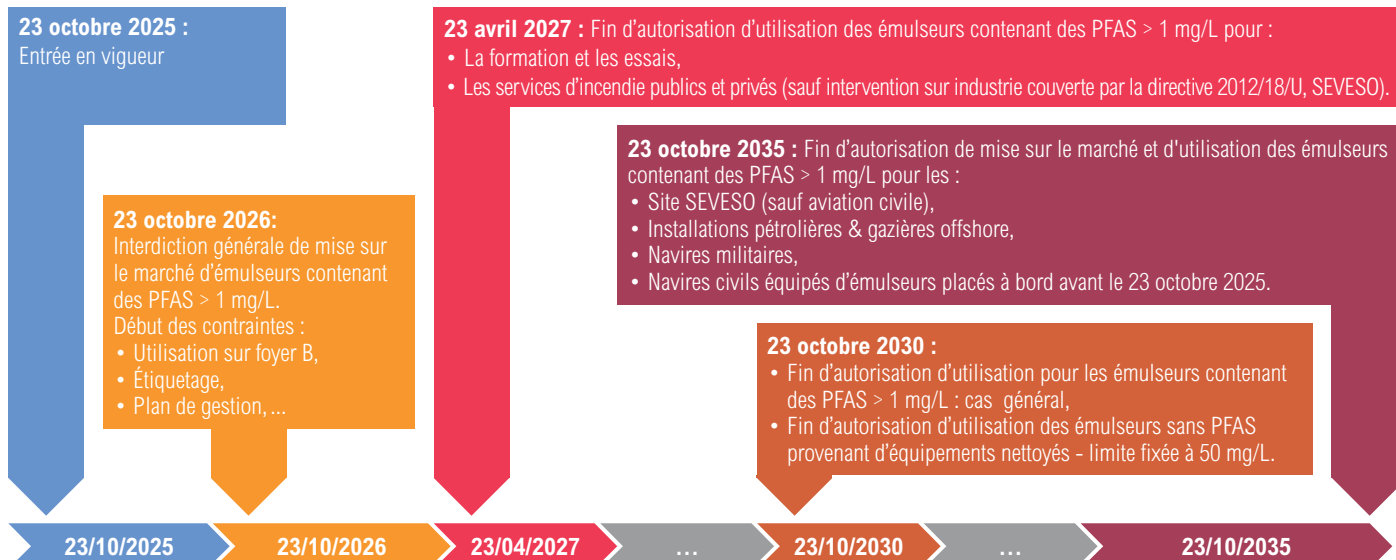 23 octobre 2025 :
Entrée en vigueur
23 avril 2027 : Fin d'autorisation d'utilisation des émulseurs contenant des PFAS > 1 mg/L pour :
• La formation et les essais,
• Les services d'incendie publics et privés (sauf intervention sur industrie couverte par la directive 2012/18/U, SEVESO).
23 octobre 2035 : Fin d'autorisation de mise sur le marché et d'utilisation des émulseurs
contenant des PFAS > 1 mg/L pour les :
• Site SEVESO (sauf aviation civile),
• Installations pétrolières & gazières offshore,
• Navires militaires,
• Navires civils équipés d'émulseurs placés à bord avant le 23 octobre 2025.
23 octobre 2026:
Interdiction générale de mise sur
le marché d'émulseurs contenant
des PFAS > 1 mg/L.
Début des contraintes :
• Utilisation sur foyer B,
• Étiquetage,
• Plan de gestion, ...
23 octobre 2030 :
• Fin d'autorisation d'utilisation pour les émulseurs contenant
des PFAS > 1 mg/L : cas général,
• Fin d'autorisation d'utilisation des émulseurs sans PFAS
provenant d'équipements nettoyés - limite fixée à 50 mg/L.
23/10/2025 23/10/2026 23/04/2027 ... 23/10/2030 ... 23/10/2035